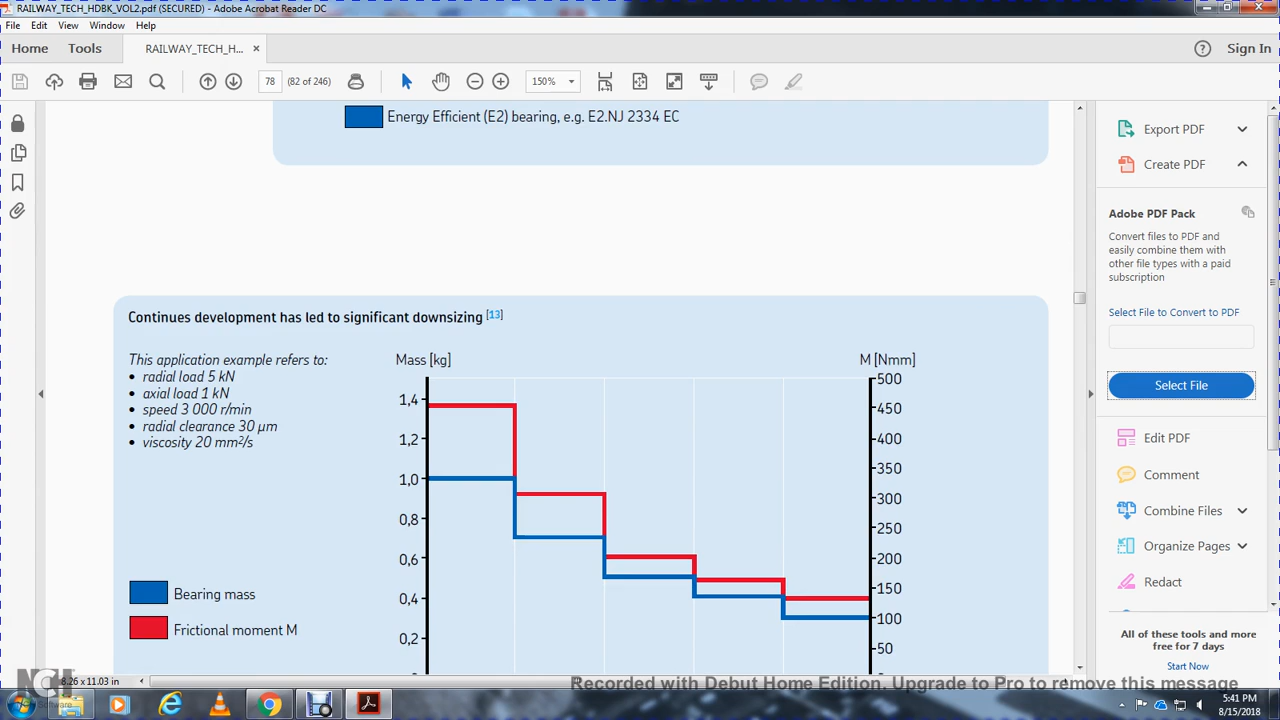 RAILWAY_TECH_HDBK_VOL2.pdf (SECURED) - Adobe Acrobat Reader DC
File Edit View Window Help
Home Tools RAILWAY_TECH_H... × Sign In
78 (82 of 246) 150%
Energy Efficient (E2) bearing, e.g. E2.NJ 2334 EC
Continues development has led to significant downsizing [13]
This application example refers to:
• radial load 5 kN
• axial load 1 kN
• speed 3 000 r/min
• radial clearance 30 µm
• viscosity 20 mm²/s
Bearing mass
Frictional moment M
Mass [kg]
1,4
1,2
1,0
0,8
0,6
0,4
0,2
M [Nmm]
500
450
400
350
300
250
200
150
100
50
Export PDF
Create PDF
Adobe PDF Pack
Convert files to PDF and
easily combine them with
other file types with a paid
subscription
Select File to Convert to PDF
Select File
Edit PDF
Comment
Combine Files
Organize Pages
Redact
All of these tools and more
free for 7 days
Start Now
8.26 x 11.03 in
NCH
Software
Recorded with Debut Home Edition. Upgrade to Pro to remove this message
5:41 PM
8/15/2018